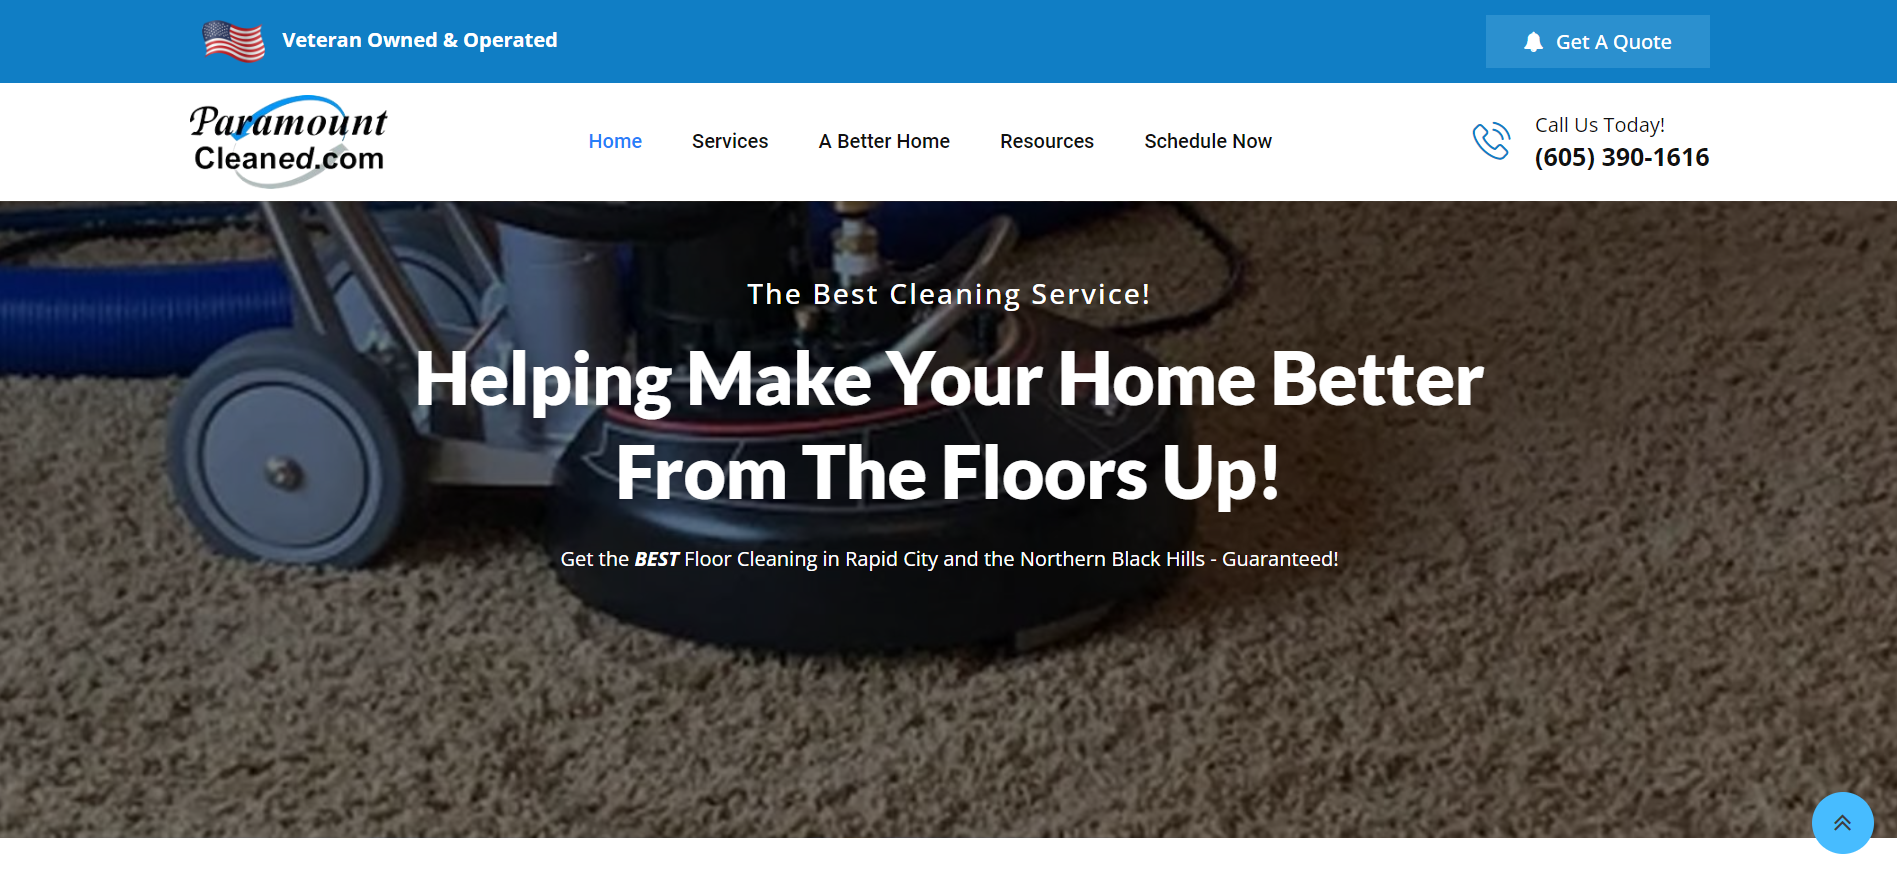 Veteran Owned & Operated
Get A Quote
Paramount
Cleaned.com
Home
Services
A Better Home
Resources
Schedule Now
Call Us Today!
(605) 390-1616
The Best Cleaning Service!
Helping Make Your Home Better
From The Floors Up!
Get the BEST Floor Cleaning in Rapid City and the Northern Black Hills - Guaranteed!